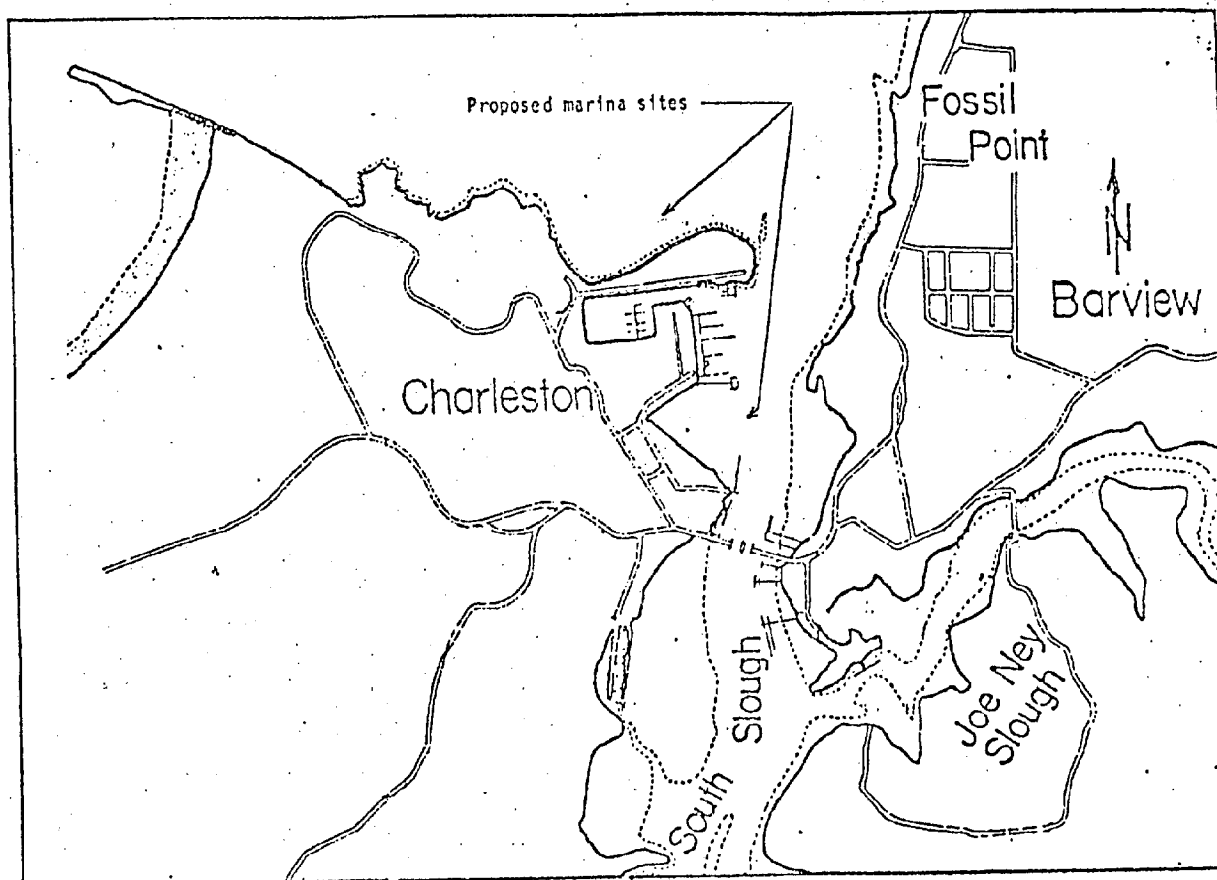 Proposed marina sites
Fossil
Point
N
Barview
Charleston
South Slough
Joe Ney
Slough